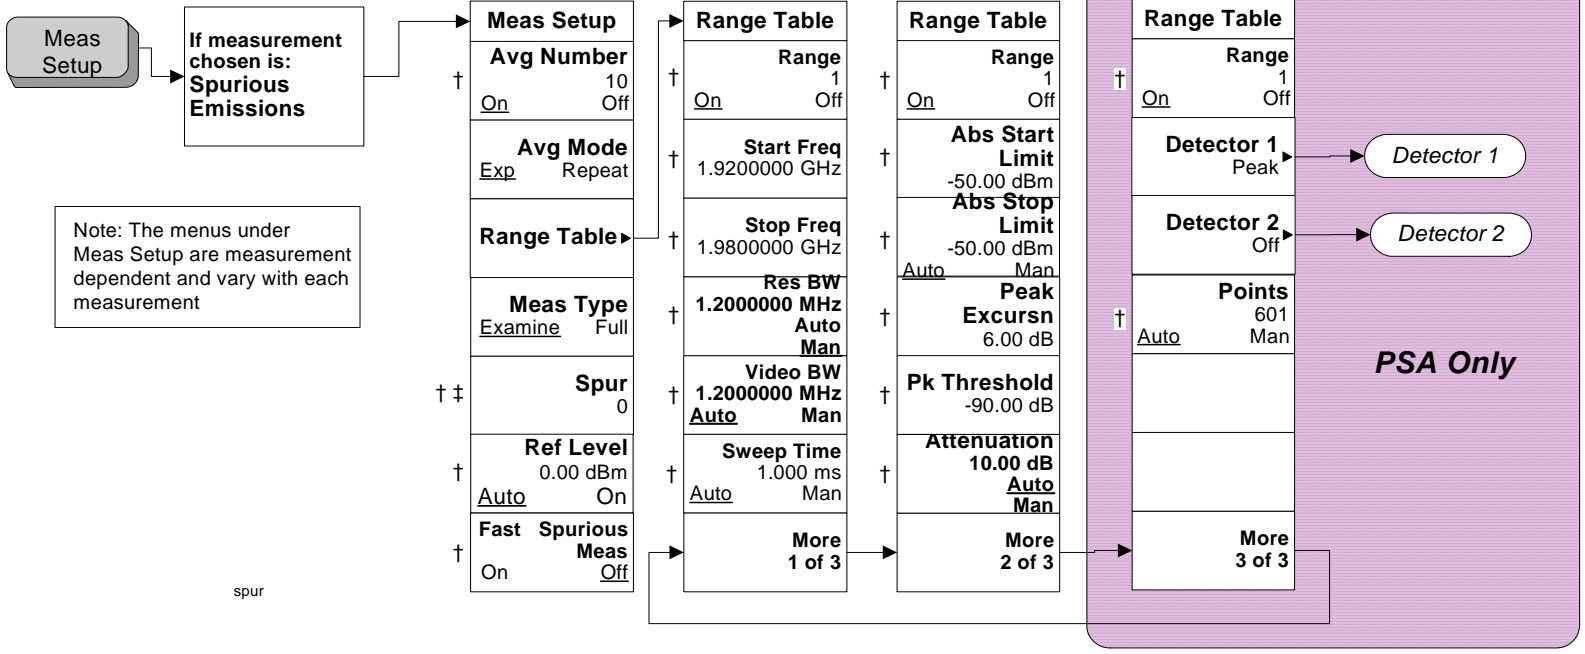 Meas
Setup
If measurement
chosen is:
Spurious
Emissions
Note: The menus under
Meas Setup are measurement
dependent and vary with each
measurement
spur
Meas Setup
Avg Number
†
10
On Off
Avg Mode
Exp Repeat
Range Table
Meas Type
Examine Full
† ‡
Spur
0
Ref Level
†
0.00 dBm
Auto On
Fast Spurious
†
Meas
On Off
Range Table
Range
†
1
On Off
Start Freq
†
1.9200000 GHz
Stop Freq
†
1.9800000 GHz
Res BW
1.2000000 MHz
†
Auto
Man
Video BW
†
1.2000000 MHz
Auto Man
Sweep Time
†
1.000 ms
Auto Man
More
1 of 3
Range Table
Range
†
1
On Off
Abs Start
†
Limit
-50.00 dBm
Abs Stop
Limit
†
-50.00 dBm
Auto Man
Peak
†
Excursn
6.00 dB
Pk Threshold
†
-90.00 dB
Attenuation
10.00 dB
†
Auto
Man
More
2 of 3
Range Table
Range
†
1
On Off
Detector 1
Peak
Detector 1
Detector 2
Off
Detector 2
Points
†
601
Auto Man
PSA Only
More
3 of 3